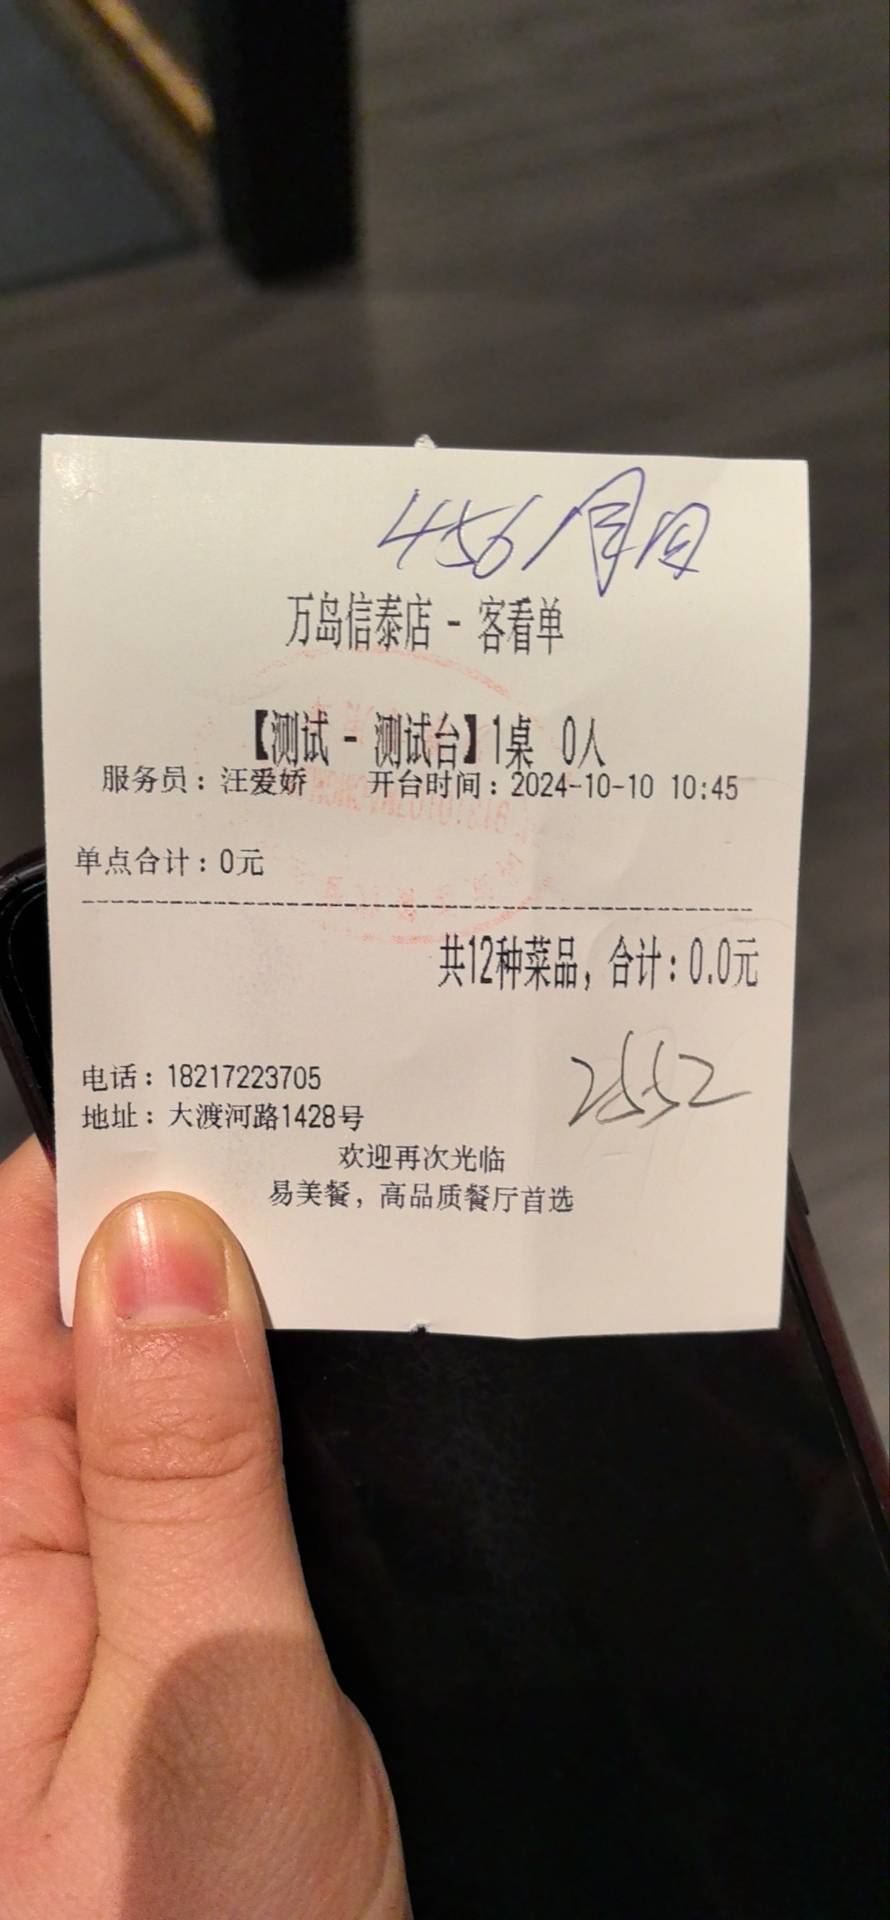 456
万岛信泰店 - 客看单
【测试 - 测试台】1桌 0人
服务员：汪爱娇 开台时间：2024-10-10 10:45
单点合计：0元
共12种菜品，合计：0.0元
2552
电话：18217223705
地址：大渡河路1428号
欢迎再次光临
易美餐，高品质餐厅首选